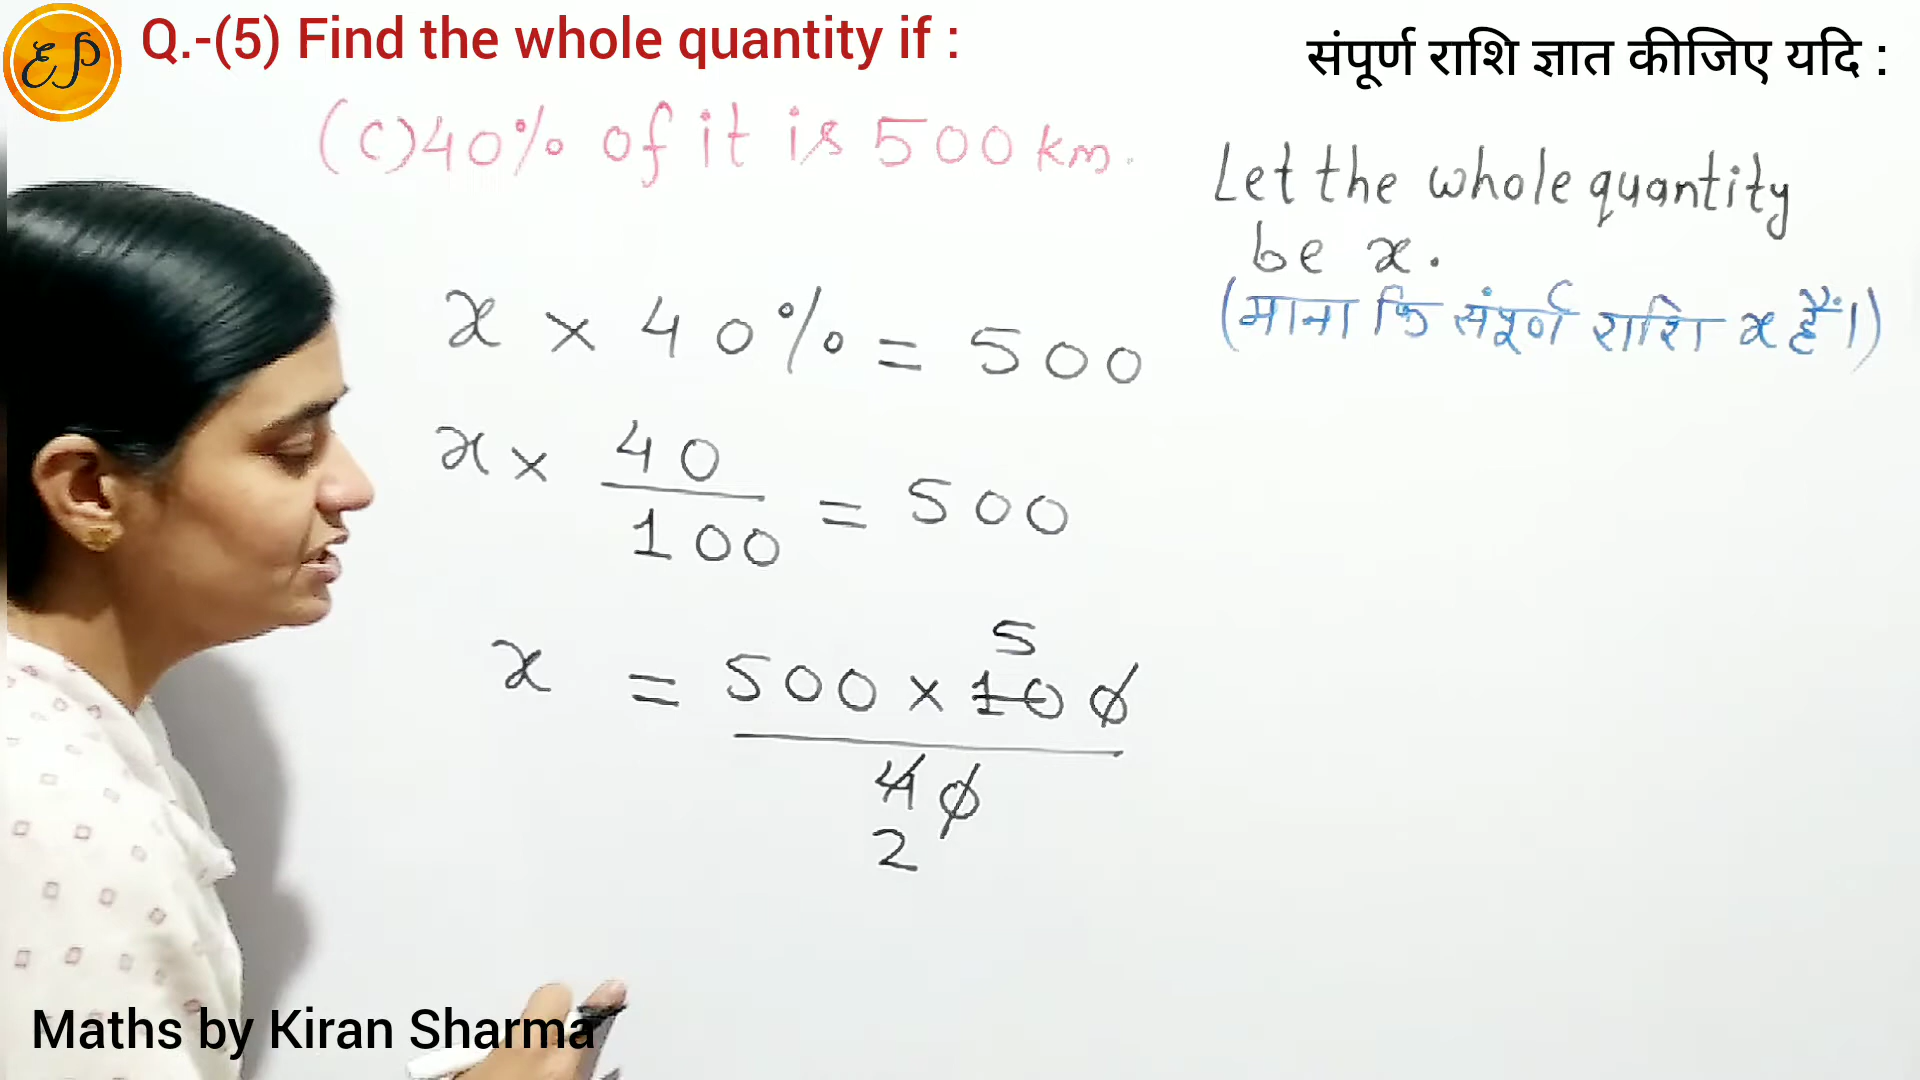 EP
Q.-(5) Find the whole quantity if :
संपूर्ण राशि ज्ञात कीजिए यदि :
(C) 40% of it is 500 km.
Let the whole quantity
be x.
(माना कि संपूर्ण राशि x हैं।)
x × 40% = 500
x × 40/100 = 500
5
x = 500 × 100
40
2
Maths by Kiran Sharma